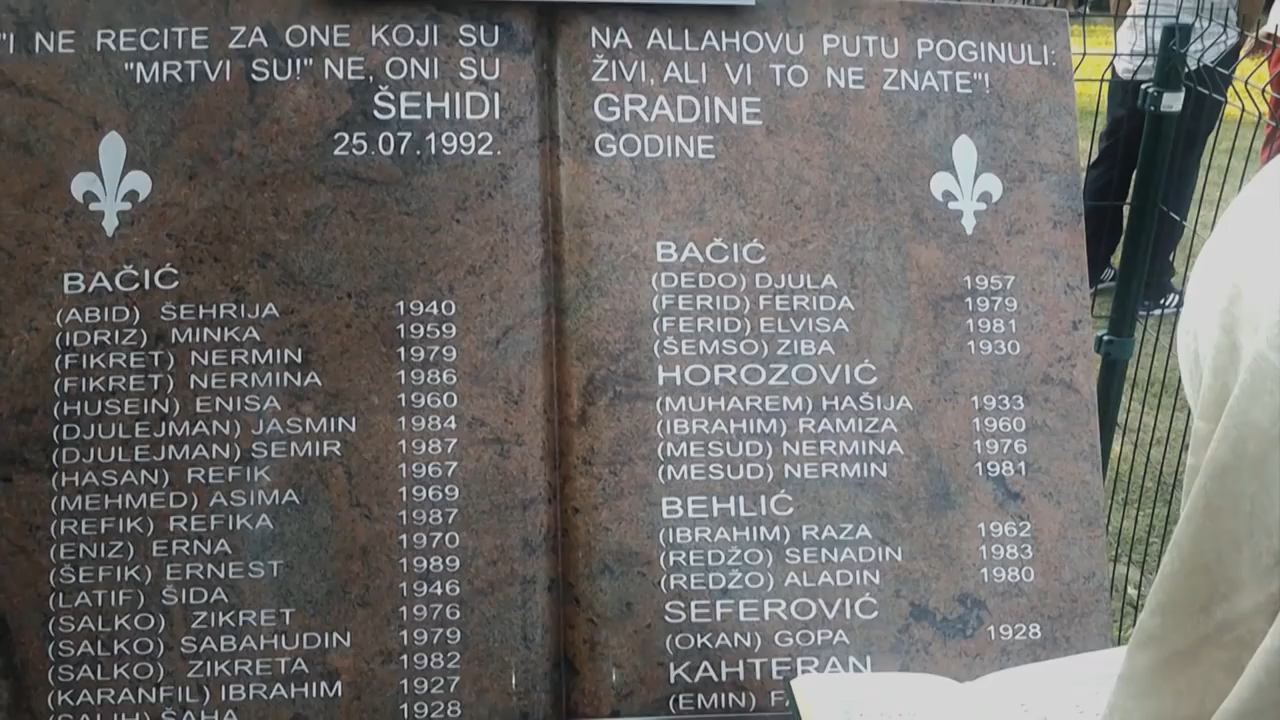 "I NE RECITE ZA ONE KOJI SU NA ALLAHOVU PUTU POGINULI:
"MRTVI SU!" NE, ONI SU ŽIVI, ALI VI TO NE ZNATE"!
ŠEHIDI GRADINE
25.07.1992. GODINE
BAČIĆ
(ABID) ŠEHRIJA 1940
(IDRIZ) MINKA 1959
(FIKRET) NERMIN 1979
(FIKRET) NERMINA 1986
(HUSEIN) ENISA 1960
(DJULEJMAN) JASMIN 1984
(DJULEJMAN) SEMIR 1987
(HASAN) REFIK 1967
(MEHMED) ASIMA 1969
(REFIK) REFIKA 1987
(ENIZ) ERNA 1970
(ŠEFIK) ERNEST 1989
(LATIF) ŠIDA 1946
(SALKO) ZIKRET 1976
(SALKO) SABAHUDIN 1979
(SALKO) ZIKRETA 1982
(KARANFIL) IBRAHIM 1927
(SALIH) ŠAHA 1928
BAČIĆ
(DEDO) DJULA 1957
(FERID) FERIDA 1979
(FERID) ELVISA 1981
(ŠEMSO) ZIBA 1930
HOROZOVIĆ
(MUHAREM) HAŠIJA 1933
(IBRAHIM) RAMIZA 1960
(MESUD) NERMINA 1976
(MESUD) NERMIN 1981
BEHLIĆ
(IBRAHIM) RAZA 1962
(REDŽO) SENADIN 1983
(REDŽO) ALADIN 1980
SEFEROVIĆ
(OKAN) GOPA 1928
KAHTERAN
(EMIN)